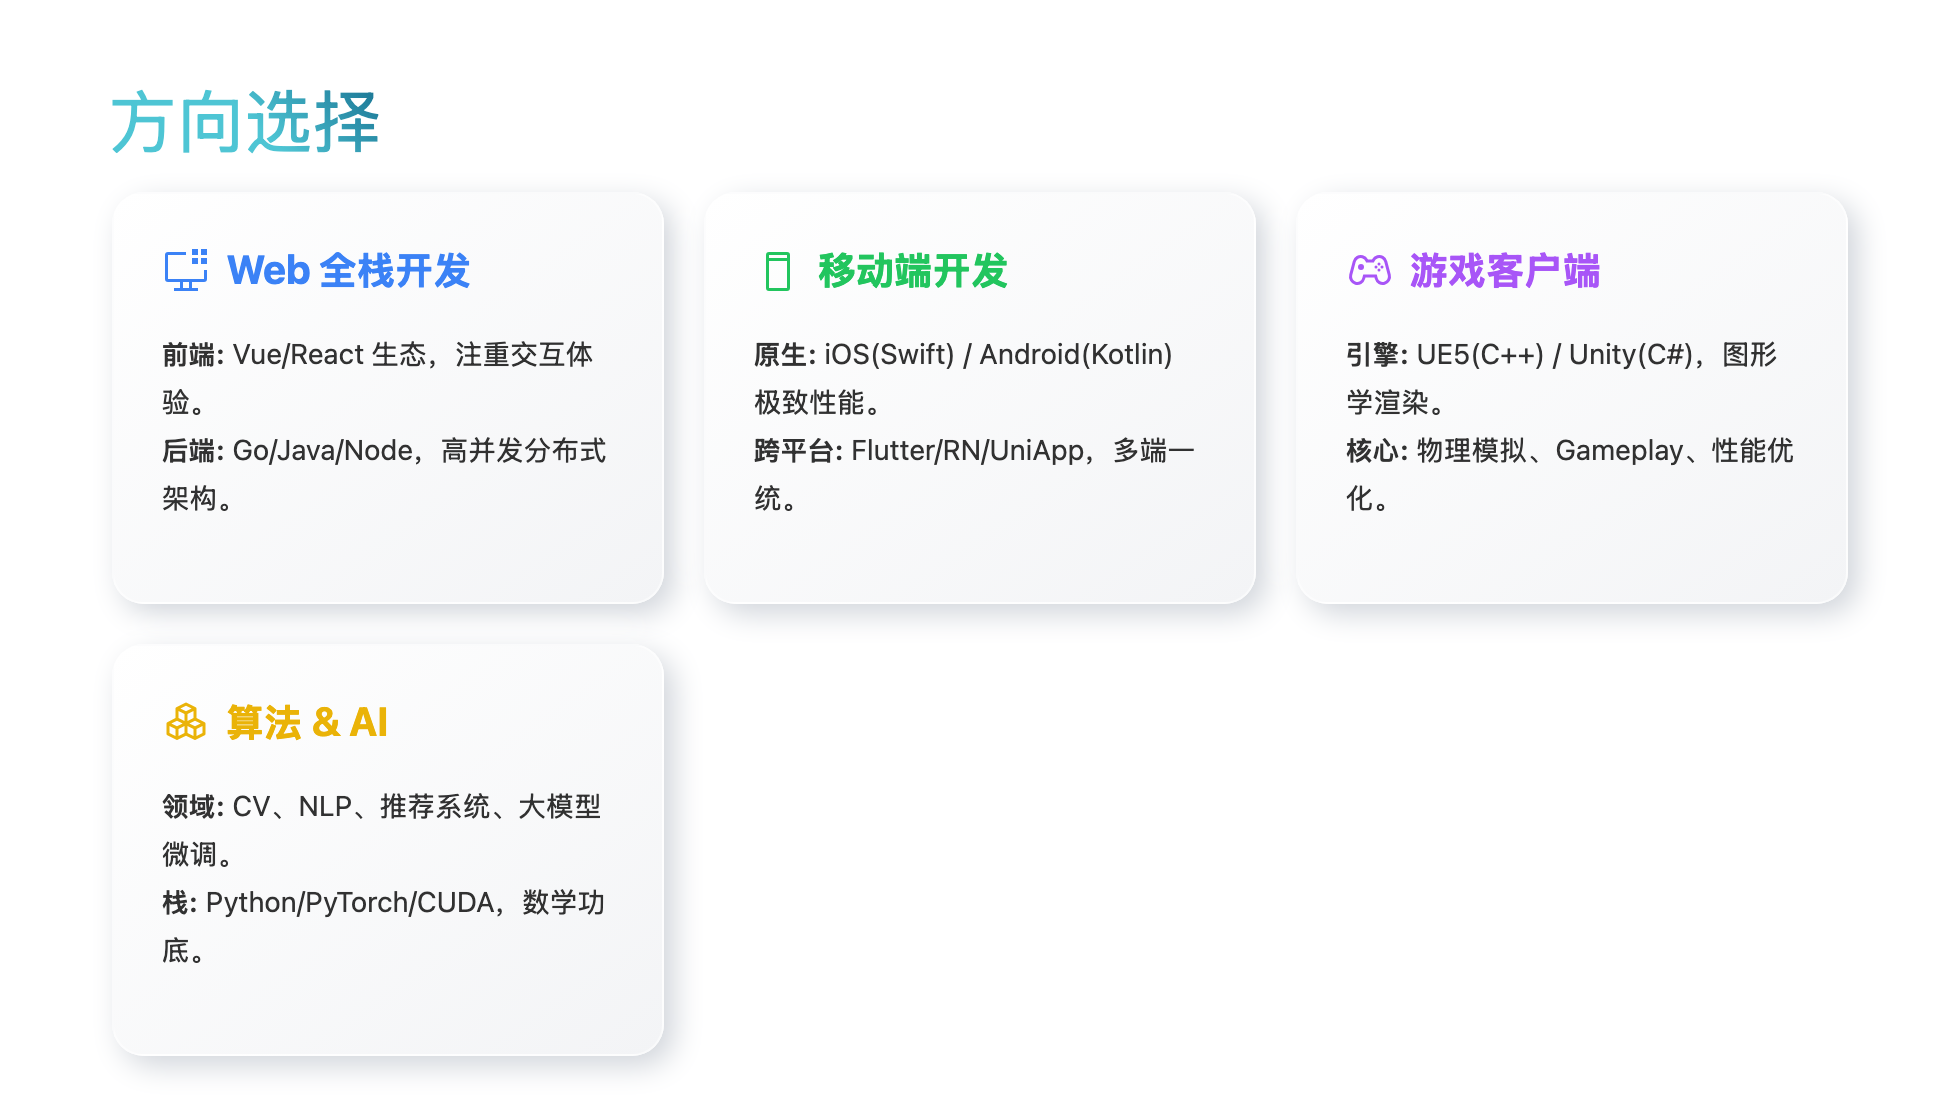 方向选择
Web 全栈开发
前端: Vue/React 生态，注重交互体
验。
后端: Go/Java/Node，高并发分布式
架构。
移动端开发
原生: iOS(Swift) / Android(Kotlin)
极致性能。
跨平台: Flutter/RN/UniApp，多端一
统。
游戏客户端
引擎: UE5(C++) / Unity(C#)，图形
学渲染。
核心: 物理模拟、Gameplay、性能优
化。
算法 & AI
领域: CV、NLP、推荐系统、大模型
微调。
栈: Python/PyTorch/CUDA，数学功
底。